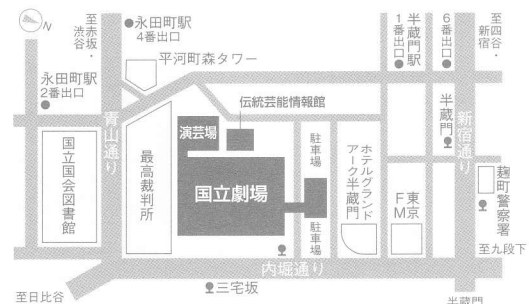 N
至赤坂・渋谷
永田町駅
4番出口
平河町森タワー
半蔵門駅
1番出口
6番出口
至四谷・新宿
永田町駅
2番出口
伝統芸能情報館
演芸場
青山通り
国立国会図書館
最高裁判所
国立劇場
駐車場
駐車場
ホテルグランド
アーク半蔵門
半蔵門
新宿通り
FM東京
麹町警察署
内堀通り
至九段下
至日比谷
三宅坂
半蔵門